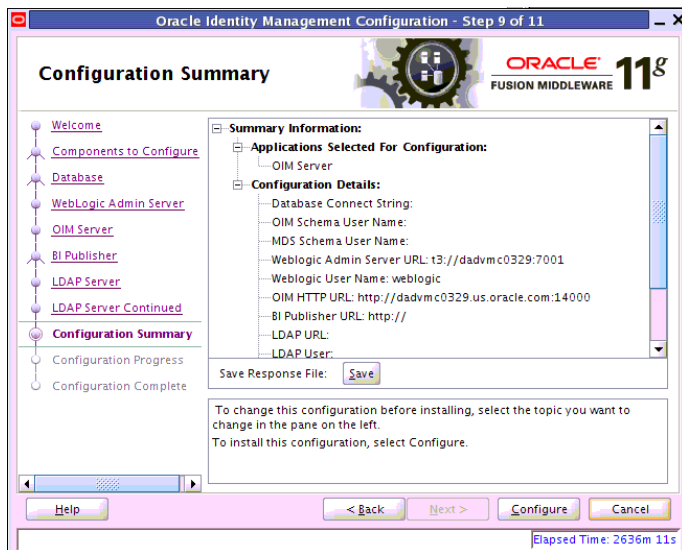 Oracle Identity Management Configuration - Step 9 of 11
Configuration Summary
ORACLE
FUSION MIDDLEWARE
11g
Welcome
Components to Configure
Database
WebLogic Admin Server
OIM Server
BI Publisher
LDAP Server
LDAP Server Continued
Configuration Summary
Configuration Progress
Configuration Complete
Summary Information:
Applications Selected For Configuration:
OIM Server
Configuration Details:
Database Connect String:
OIM Schema User Name:
MDS Schema User Name:
Weblogic Admin Server URL: t3://dadvmc0329:7001
Weblogic User Name: weblogic
OIM HTTP URL: http://dadvmc0329.us.oracle.com:14000
BI Publisher URL: http://
LDAP URL:
LDAP User:
Save Response File: Save
To change this configuration before installing, select the topic you want to
change in the pane on the left.
To install this configuration, select Configure.
Help < Back Next > Configure Cancel
Elapsed Time: 2636m 11s